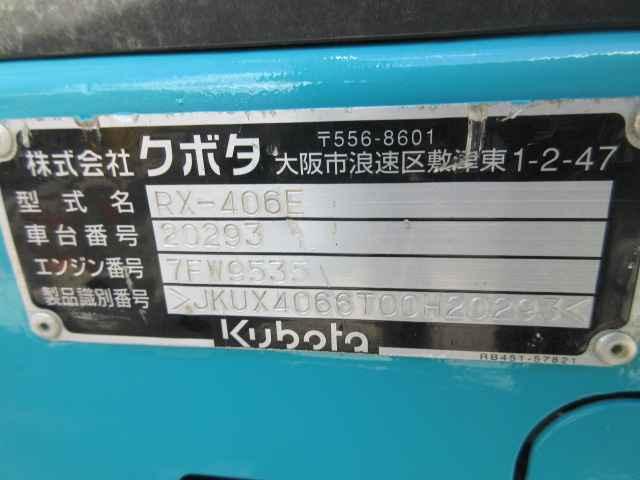 〒556-8601
株式会社クボタ 大阪市浪速区敷津東1-2-47
型式名 RX-406E
車台番号 20293
エンジン番号 7FW9535
製品識別番号 >JKUX4066T00H20293<
Kubota
RB451-57821